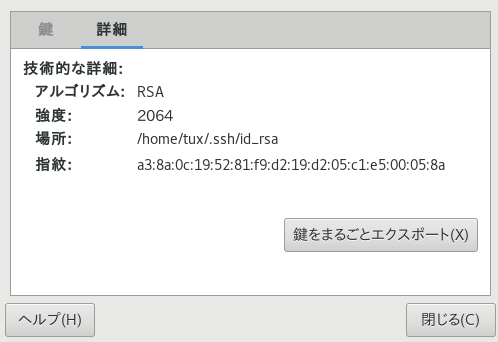 鍵 詳細
技術的な詳細:
アルゴリズム: RSA
強度: 2064
場所: /home/tux/.ssh/id_rsa
指紋: a3:8a:0c:19:52:81:f9:d2:19:d2:05:c1:e5:00:05:8a
鍵をまるごとエクスポート(X)
ヘルプ(H) 閉じる(C)